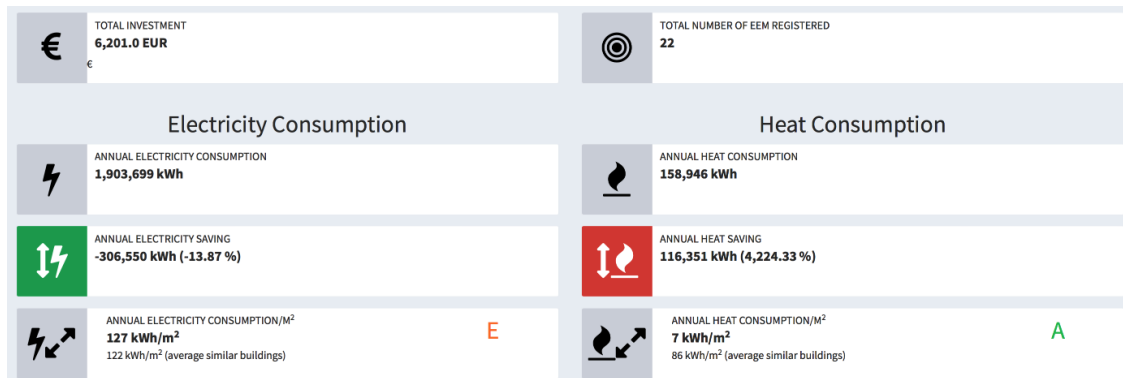 TOTAL INVESTMENT
6,201.0 EUR
€
TOTAL NUMBER OF EEM REGISTERED
22
Electricity Consumption
Heat Consumption
ANNUAL ELECTRICITY CONSUMPTION
1,903,699 kWh
ANNUAL HEAT CONSUMPTION
158,946 kWh
ANNUAL ELECTRICITY SAVING
-306,550 kWh (-13.87 %)
ANNUAL HEAT SAVING
116,351 kWh (4,224.33 %)
ANNUAL ELECTRICITY CONSUMPTION/M²
127 kWh/m²
122 kWh/m² (average similar buildings)
E
ANNUAL HEAT CONSUMPTION/M²
7 kWh/m²
86 kWh/m² (average similar buildings)
A